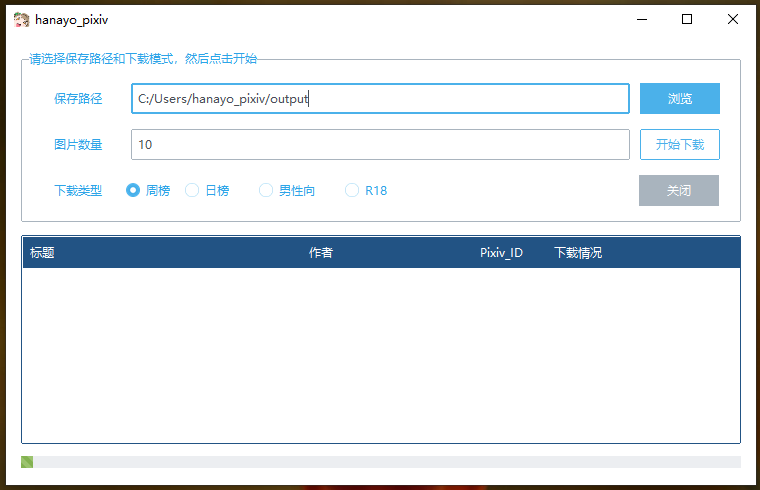 hanayo_pixiv
请选择保存路径和下载模式，然后点击开始
保存路径 C:/Users/hanayo_pixiv/output 浏览
图片数量 10 开始下载
下载类型 周榜 日榜 男性向 R18 关闭
标题 作者 Pixiv_ID 下载情况